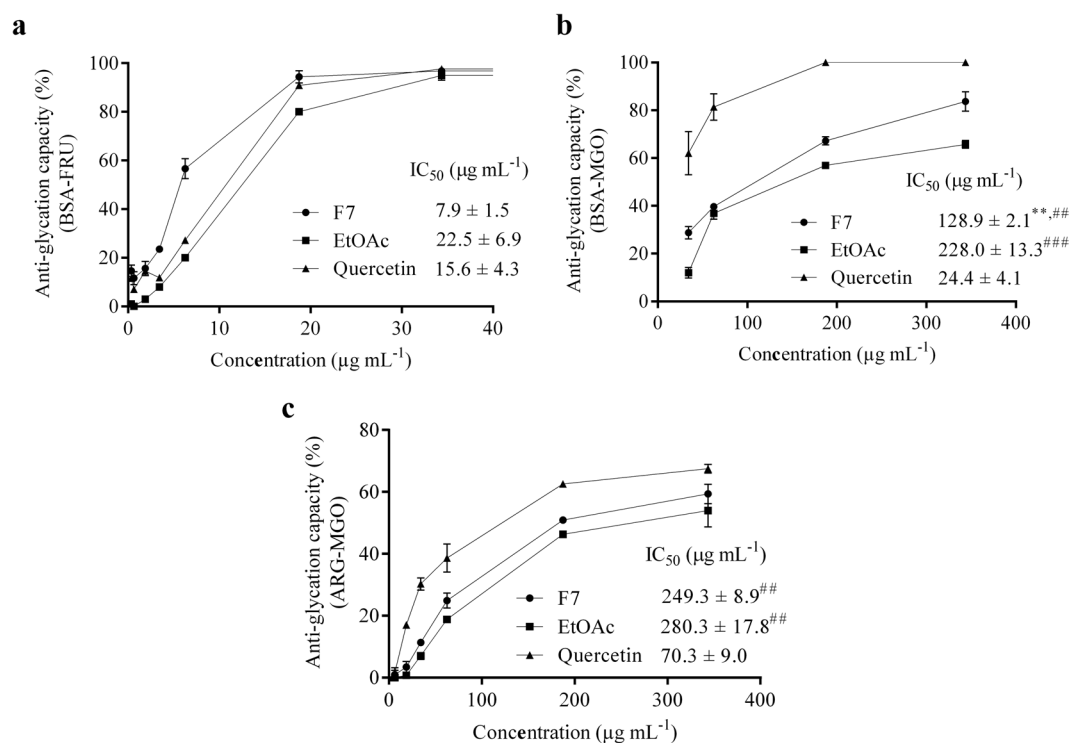 a
Anti-glycation capacity (%)
(BSA-FRU)
100
80
60
40
20
0
0 10 20 30 40
Concentration (µg mL-1)
IC50 (µg mL-1)
F7 7.9 ± 1.5
EtOAc 22.5 ± 6.9
Quercetin 15.6 ± 4.3
b
Anti-glycation capacity (%)
(BSA-MGO)
100
80
60
40
20
0
0 100 200 300 400
Concentration (µg mL-1)
IC50 (µg mL-1)
F7 128.9 ± 2.1**,##
EtOAc 228.0 ± 13.3###
Quercetin 24.4 ± 4.1
c
Anti-glycation capacity (%)
(ARG-MGO)
80
60
40
20
0
0 100 200 300 400
Concentration (µg mL-1)
IC50 (µg mL-1)
F7 249.3 ± 8.9##
EtOAc 280.3 ± 17.8##
Quercetin 70.3 ± 9.0